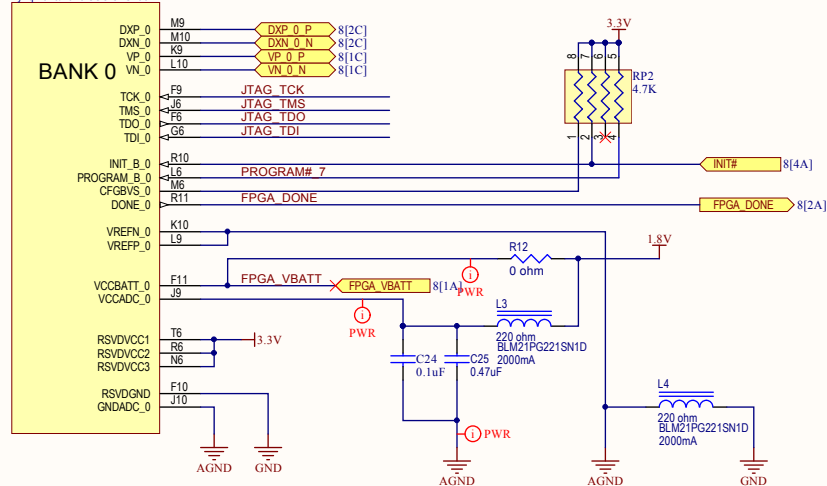 BANK 0
DXP_0 M9 DXP_0_P 8[2C]
DXN_0 M10 DXN_0_N 8[2C]
VP_0 K9 VP_0_P 8[1C]
VN_0 L10 VN_0_N 8[1C]
TCK_0 F9 JTAG_TCK
TMS_0 J6 JTAG_TMS
TDO_0 F6 JTAG_TDO
TDI_0 G6 JTAG_TDI
3.3V
8 7 6 5
RP2
4.7K
1 2 3 4
INIT_B_0 R10 INIT# 8[4A]
PROGRAM_B_0 L6 PROGRAM#_7
CFGBVS_0 M6
DONE_0 R11 FPGA_DONE FPGA_DONE 8[2A]
VREFN_0 K10
VREFP_0 L9
1.8V
R12
0 ohm
i PWR
VCCBATT_0 F11 FPGA_VBATT FPGA_VBATT 8[1A]
VCCADC_0 J9
i PWR
L3
220 ohm
BLM21PG221SN1D
2000mA
RSVDVCC1 T6 3.3V
RSVDVCC2 R6
RSVDVCC3 N6
C24
0.1uF
C25
0.47uF
RSVDGND F10
GNDADC_0 J10
L4
220 ohm
BLM21PG221SN1D
2000mA
i PWR
AGND GND AGND AGND GND